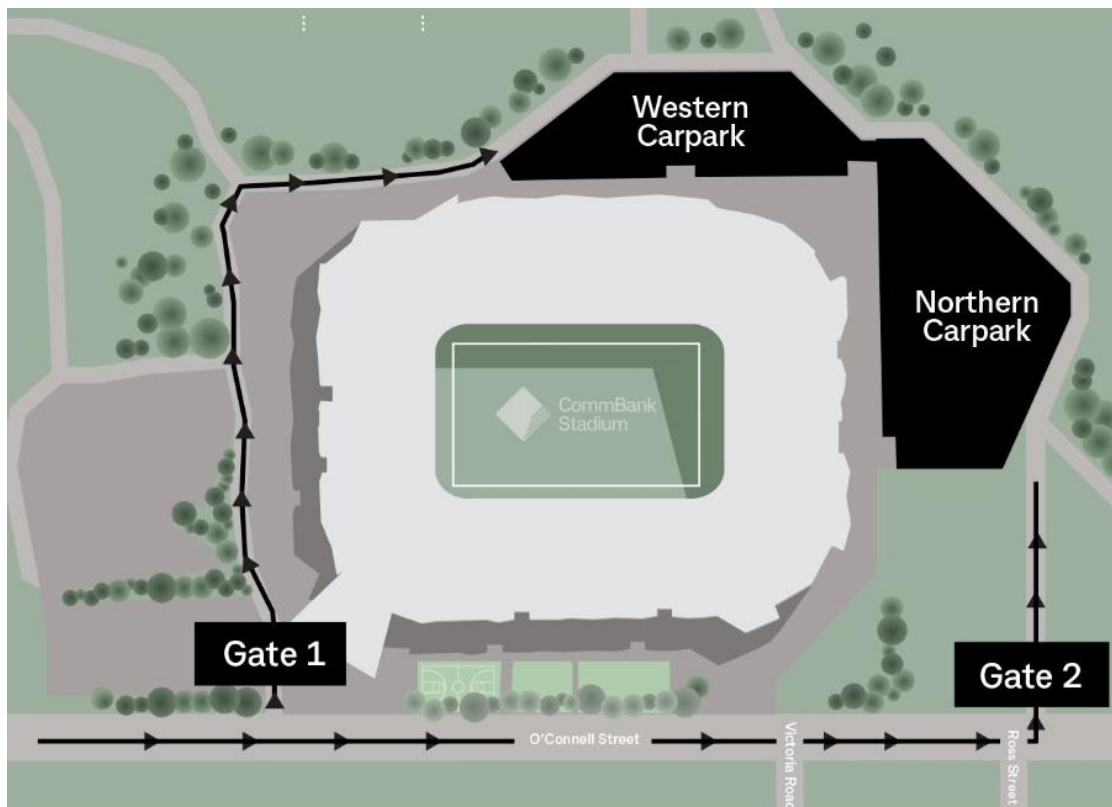 Western
Carpark
Northern
Carpark
CommBank
Stadium
Gate 1
Gate 2
O'Connell Street
Victoria Road
Ross Street